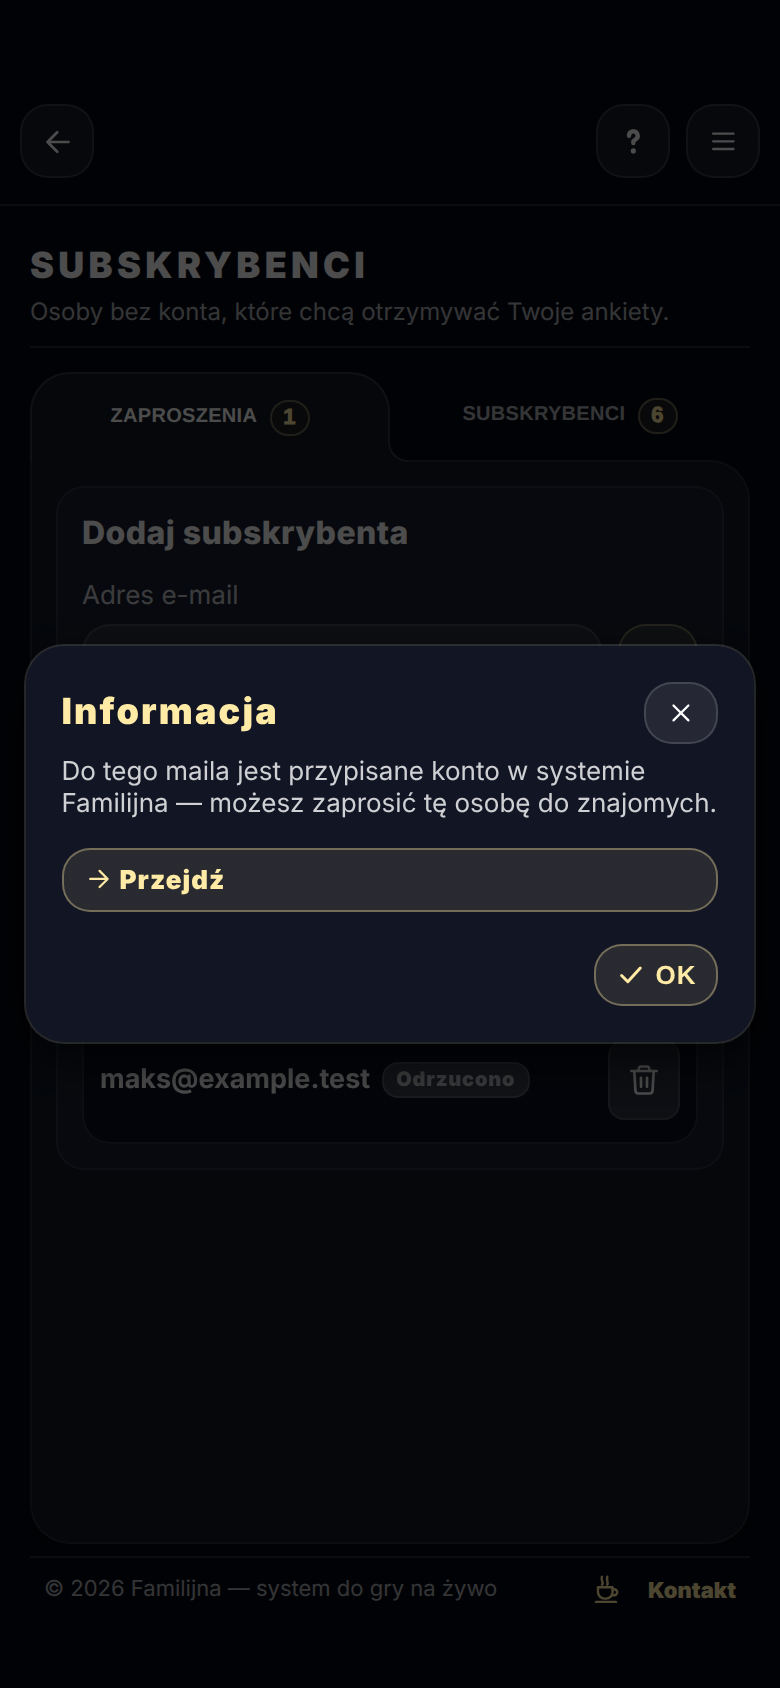 SUBSKRYBENCI
Osoby bez konta, które chcą otrzymywać Twoje ankiety.
ZAPROSZENIA 1
SUBSKRYBENCI 6
Dodaj subskrybenta
Adres e-mail
Informacja
Do tego maila jest przypisane konto w systemie
Familijna — możesz zaprosić tę osobę do znajomych.
Przejdź
OK
maks@example.test Odrzucono
© 2026 Familijna — system do gry na żywo
Kontakt